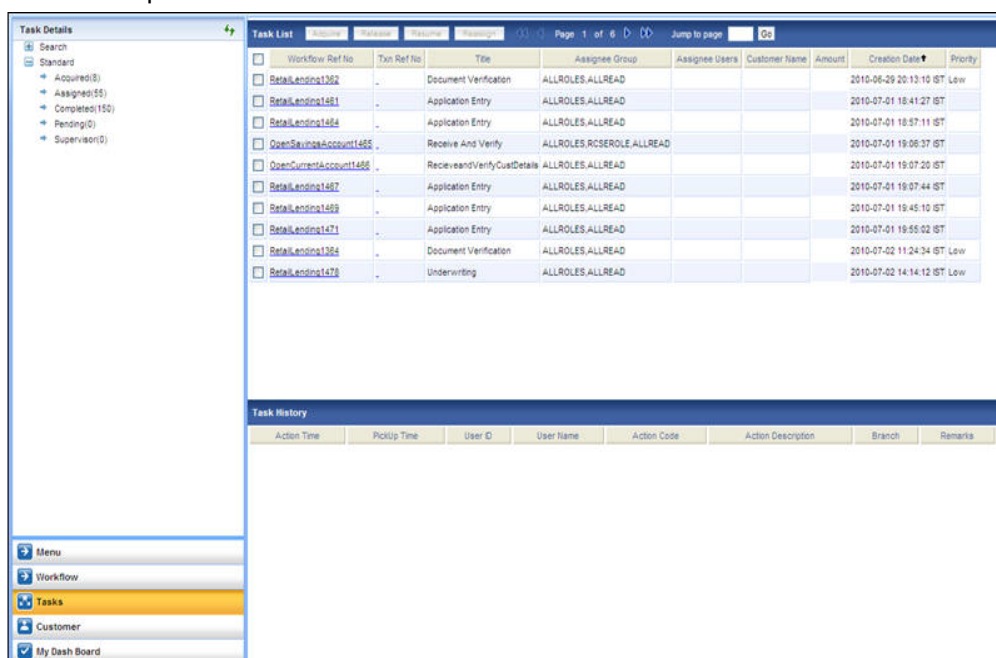 Task Details
Search
Standard
Acquired(8)
Assigned(55)
Completed(150)
Pending(0)
Supervisor(0)
Task List Acquire Release Resume Reassign Page 1 of 6 Jump to page Go
Workflow Ref No Txn Ref No Title Assignee Group Assignee Users Customer Name Amount Creation Date Priority
RetailLending1362 Document Verification ALLROLES,ALLREAD 2010-06-29 20:13:10 IST Low
RetailLending1461 Application Entry ALLROLES,ALLREAD 2010-07-01 18:41:27 IST
RetailLending1464 Application Entry ALLROLES,ALLREAD 2010-07-01 18:57:11 IST
OpenSavingsAccount1465 Receive And Verify ALLROLES,RCSEROLE,ALLREAD 2010-07-01 19:06:37 IST
OpenCurrentAccount1466 RecieveandVerifyCustDetails ALLROLES,ALLREAD 2010-07-01 19:07:20 IST
RetailLending1467 Application Entry ALLROLES,ALLREAD 2010-07-01 19:07:44 IST
RetailLending1469 Application Entry ALLROLES,ALLREAD 2010-07-01 19:45:10 IST
RetailLending1471 Application Entry ALLROLES,ALLREAD 2010-07-01 19:55:02 IST
RetailLending1364 Document Verification ALLROLES,ALLREAD 2010-07-02 11:24:34 IST Low
RetailLending1478 Underwriting ALLROLES,ALLREAD 2010-07-02 14:14:12 IST Low
Task History
Action Time PickUp Time User ID User Name Action Code Action Description Branch Remarks
Menu
Workflow
Tasks
Customer
My Dash Board